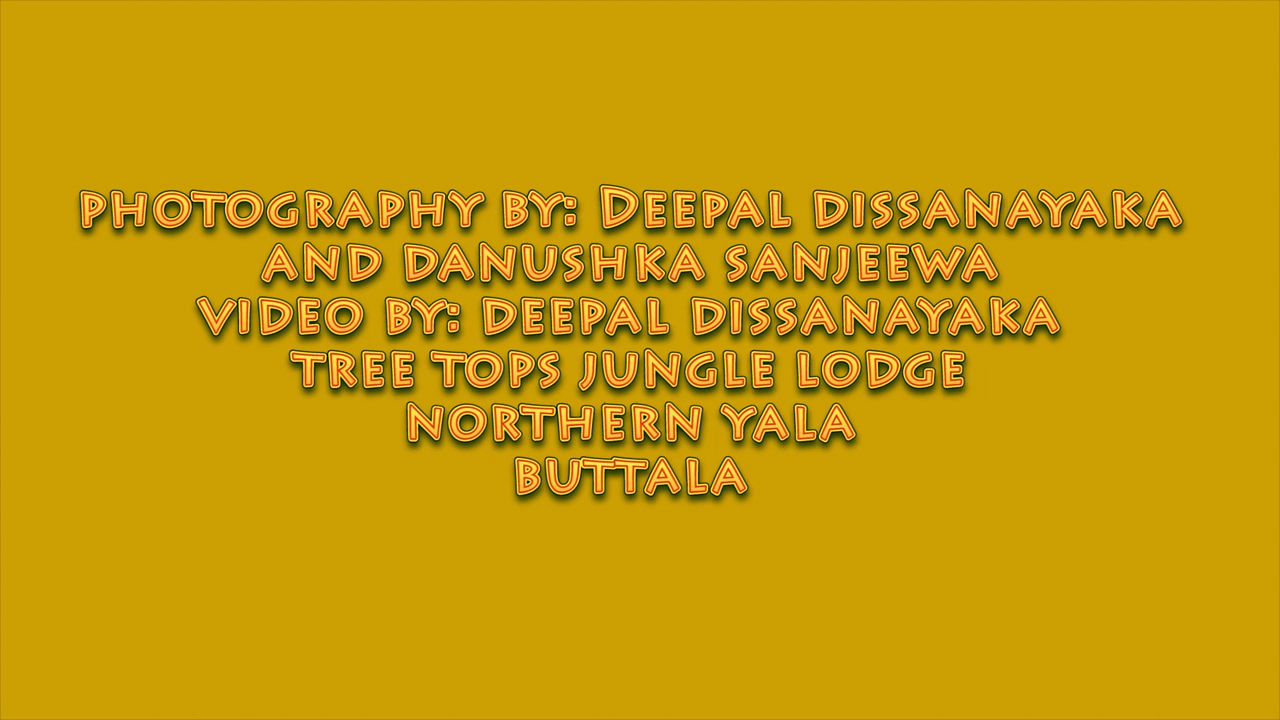 PHOTOGRAPHY BY: DEEPAL DISSANAYAKA
AND DANUSHKA SANJEEWA
VIDEO BY: DEEPAL DISSANAYAKA
TREE TOPS JUNGLE LODGE
NORTHERN YALA
BUTTALA